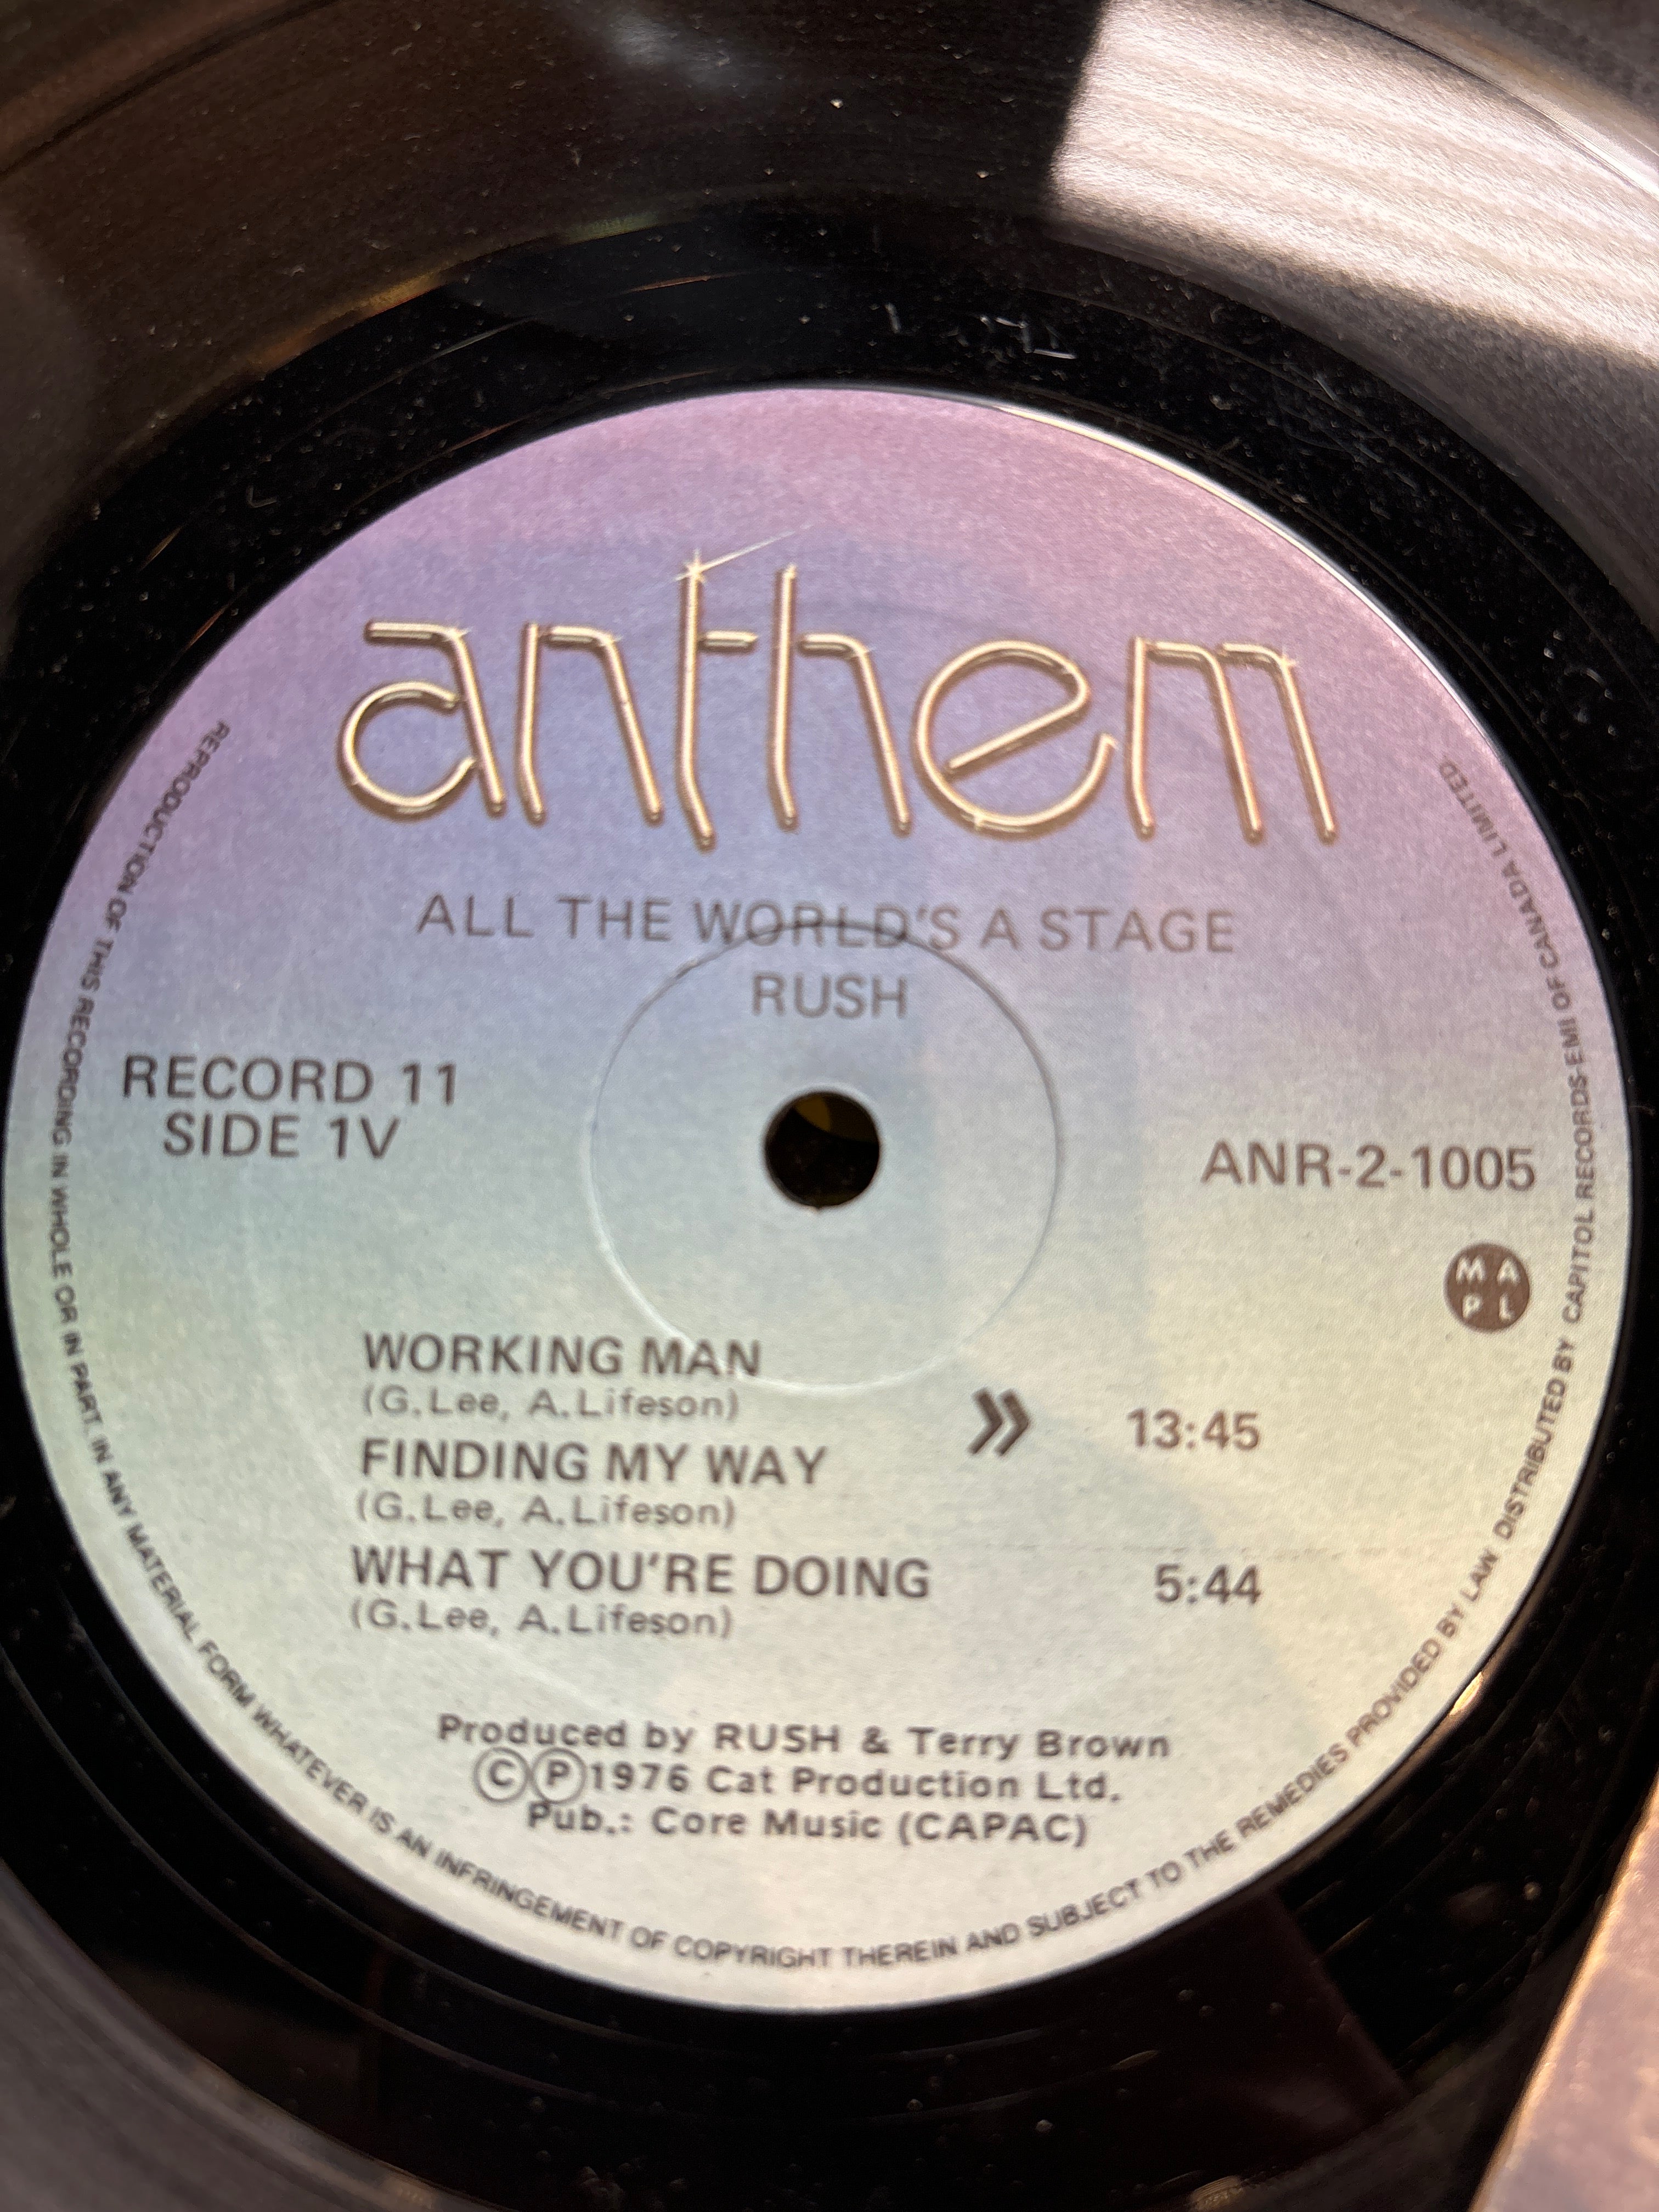 anthem
ALL THE WORLD'S A STAGE
RUSH
RECORD 11
SIDE 1V
ANR-2-1005
M A
P L
WORKING MAN
(G.Lee, A.Lifeson)
» 13:45
FINDING MY WAY
(G.Lee, A.Lifeson)
WHAT YOU'RE DOING 5:44
(G.Lee, A.Lifeson)
Produced by RUSH & Terry Brown
ⒸⓅ1976 Cat Production Ltd.
Pub.: Core Music (CAPAC)
REPRODUCTION OF THIS RECORDING IN WHOLE OR IN PART, IN ANY MATERIAL FORM WHATEVER IS AN INFRINGEMENT OF COPYRIGHT THEREIN AND SUBJECT TO THE REMEDIES PROVIDED BY LAW DISTRIBUTED BY CAPITOL RECORDS-EMI OF CANADA LIMITED